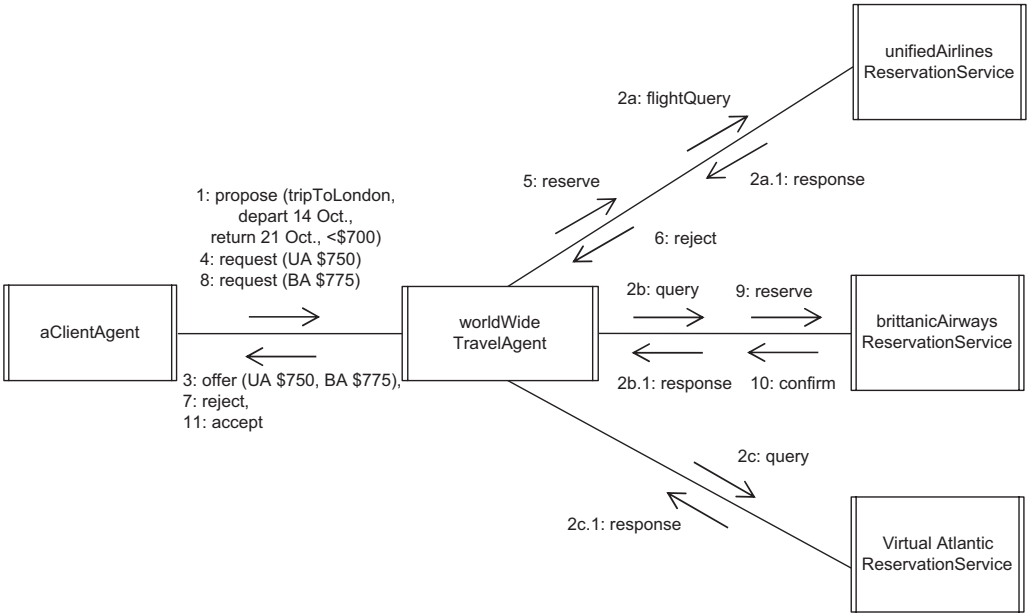 unifiedAirlines
ReservationService
2a: flightQuery
2a.1: response
5: reserve
6: reject
1: propose (tripToLondon,
depart 14 Oct.,
return 21 Oct., <$700)
4: request (UA $750)
8: request (BA $775)
aClientAgent
worldWide
TravelAgent
2b: query
9: reserve
brittanicAirways
ReservationService
3: offer (UA $750, BA $775),
7: reject,
11: accept
2b.1: response
10: confirm
2c: query
2c.1: response
Virtual Atlantic
ReservationService